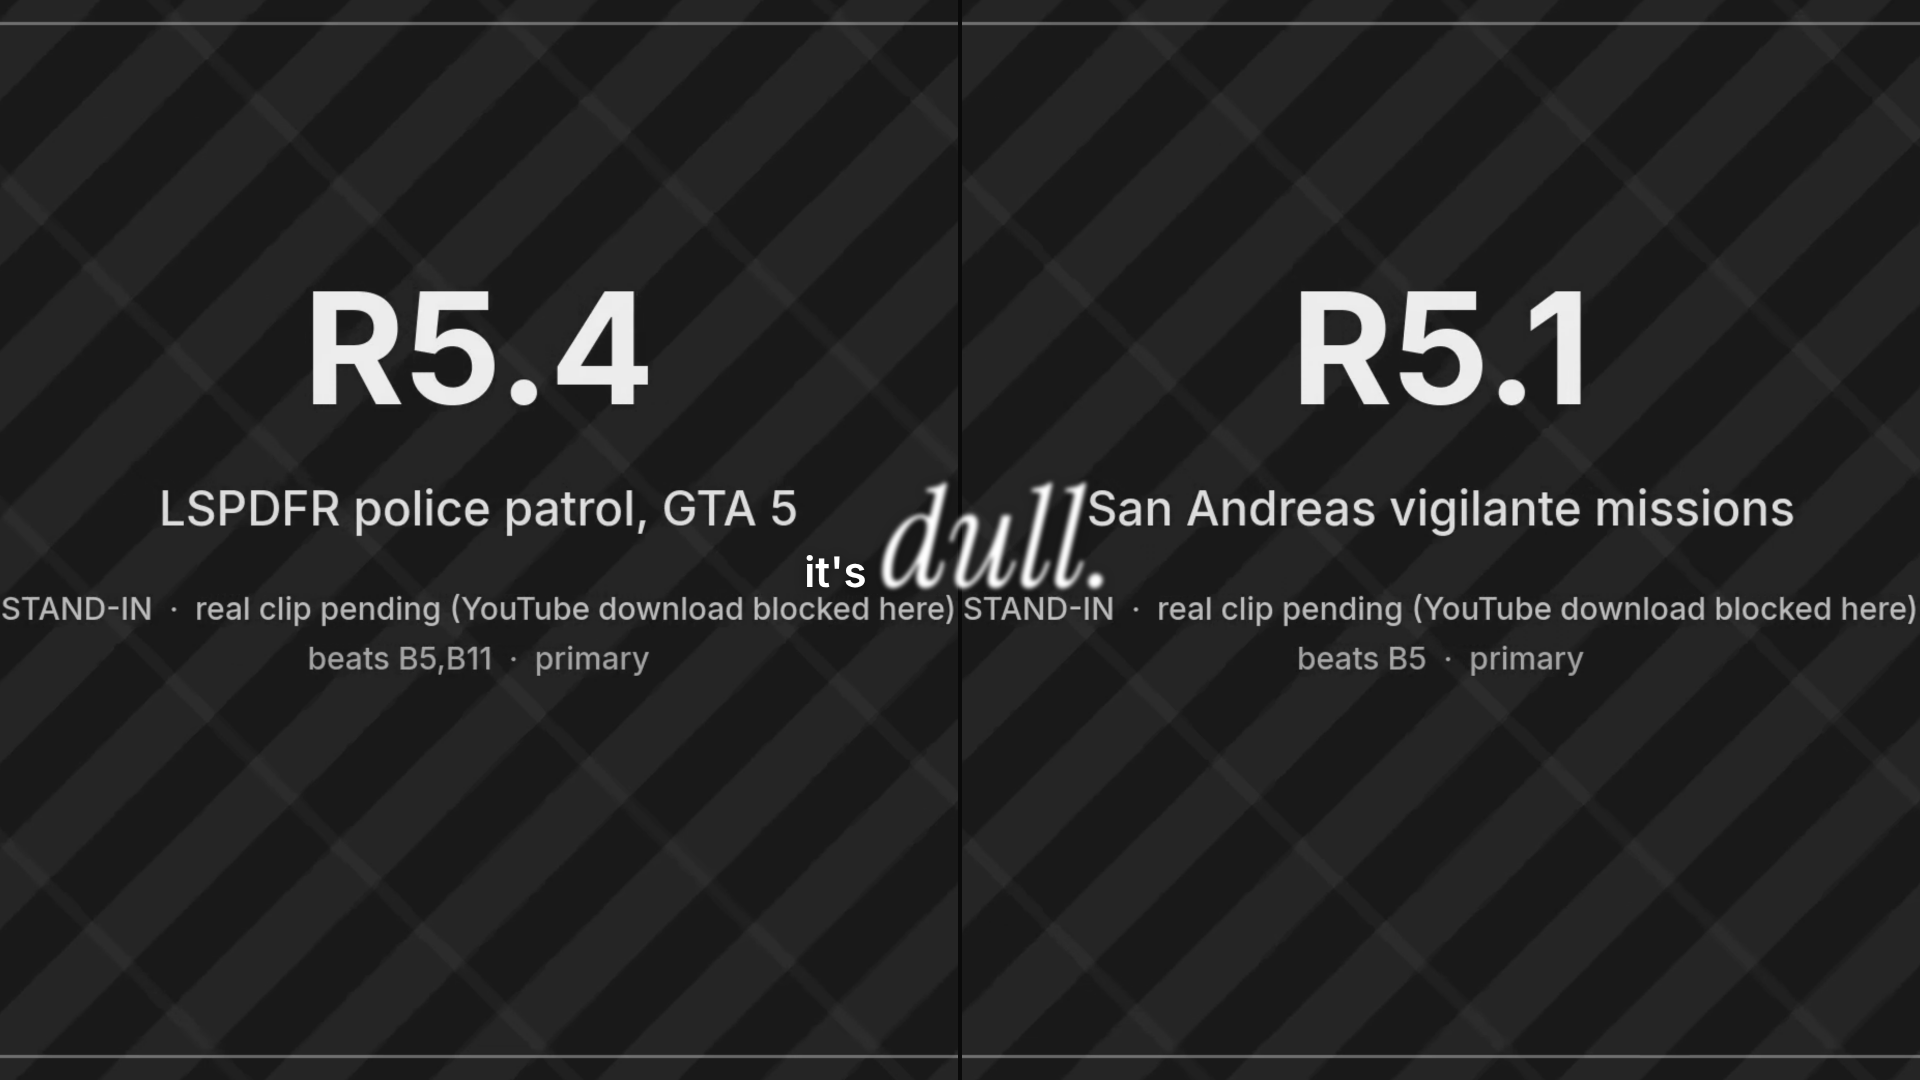 R5.4
LSPDFR police patrol, GTA 5
STAND-IN · real clip pending (YouTube download blocked here)
beats B5,B11 · primary
it's dull.
R5.1
San Andreas vigilante missions
STAND-IN · real clip pending (YouTube download blocked here)
beats B5 · primary